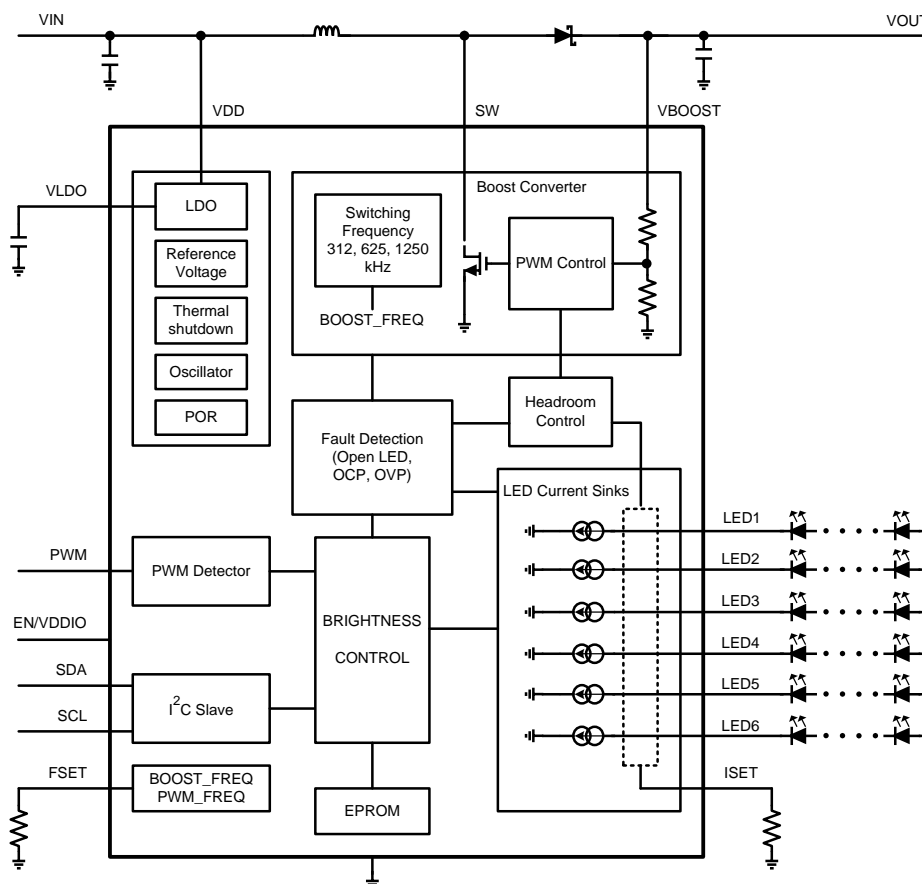 VIN
VOUT
VDD
SW
VBOOST
VLDO
LDO
Reference
Voltage
Thermal
shutdown
Oscillator
POR
Boost Converter
Switching
Frequency
312, 625, 1250
kHz
BOOST_FREQ
PWM Control
Headroom
Control
Fault Detection
(Open LED,
OCP, OVP)
LED Current Sinks
LED1
LED2
LED3
LED4
LED5
LED6
PWM
PWM Detector
EN/VDDIO
BRIGHTNESS
CONTROL
SDA
SCL
I²C Slave
FSET
BOOST_FREQ
PWM_FREQ
EPROM
ISET